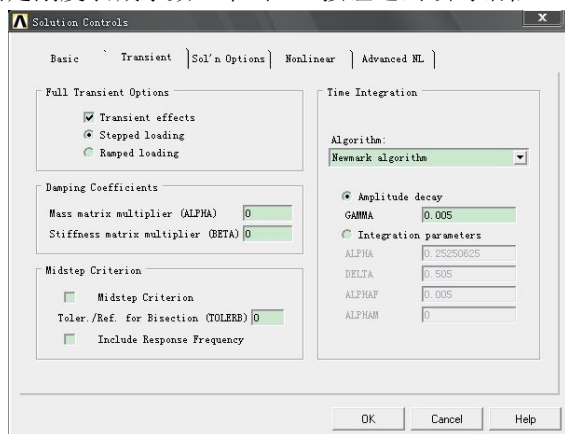 Solution Controls
X
Basic
Transient
Sol'n Options
Nonlinear
Advanced NL
Full Transient Options
Transient effects
Stepped loading
Ramped loading
Damping Coefficients
Mass matrix multiplier (ALPHA) 0
Stiffness matrix multiplier (BETA) 0
Midstep Criterion
Midstep Criterion
Toler./Ref. for Bisection (TOLERB) 0
Include Response Frequency
Time Integration
Algorithm:
Newmark algorithm
Amplitude decay
GAMMA 0.005
Integration parameters
ALPHA 0.25250625
DELTA 0.505
ALPHAF 0.005
ALPHAM 0
OK
Cancel
Help